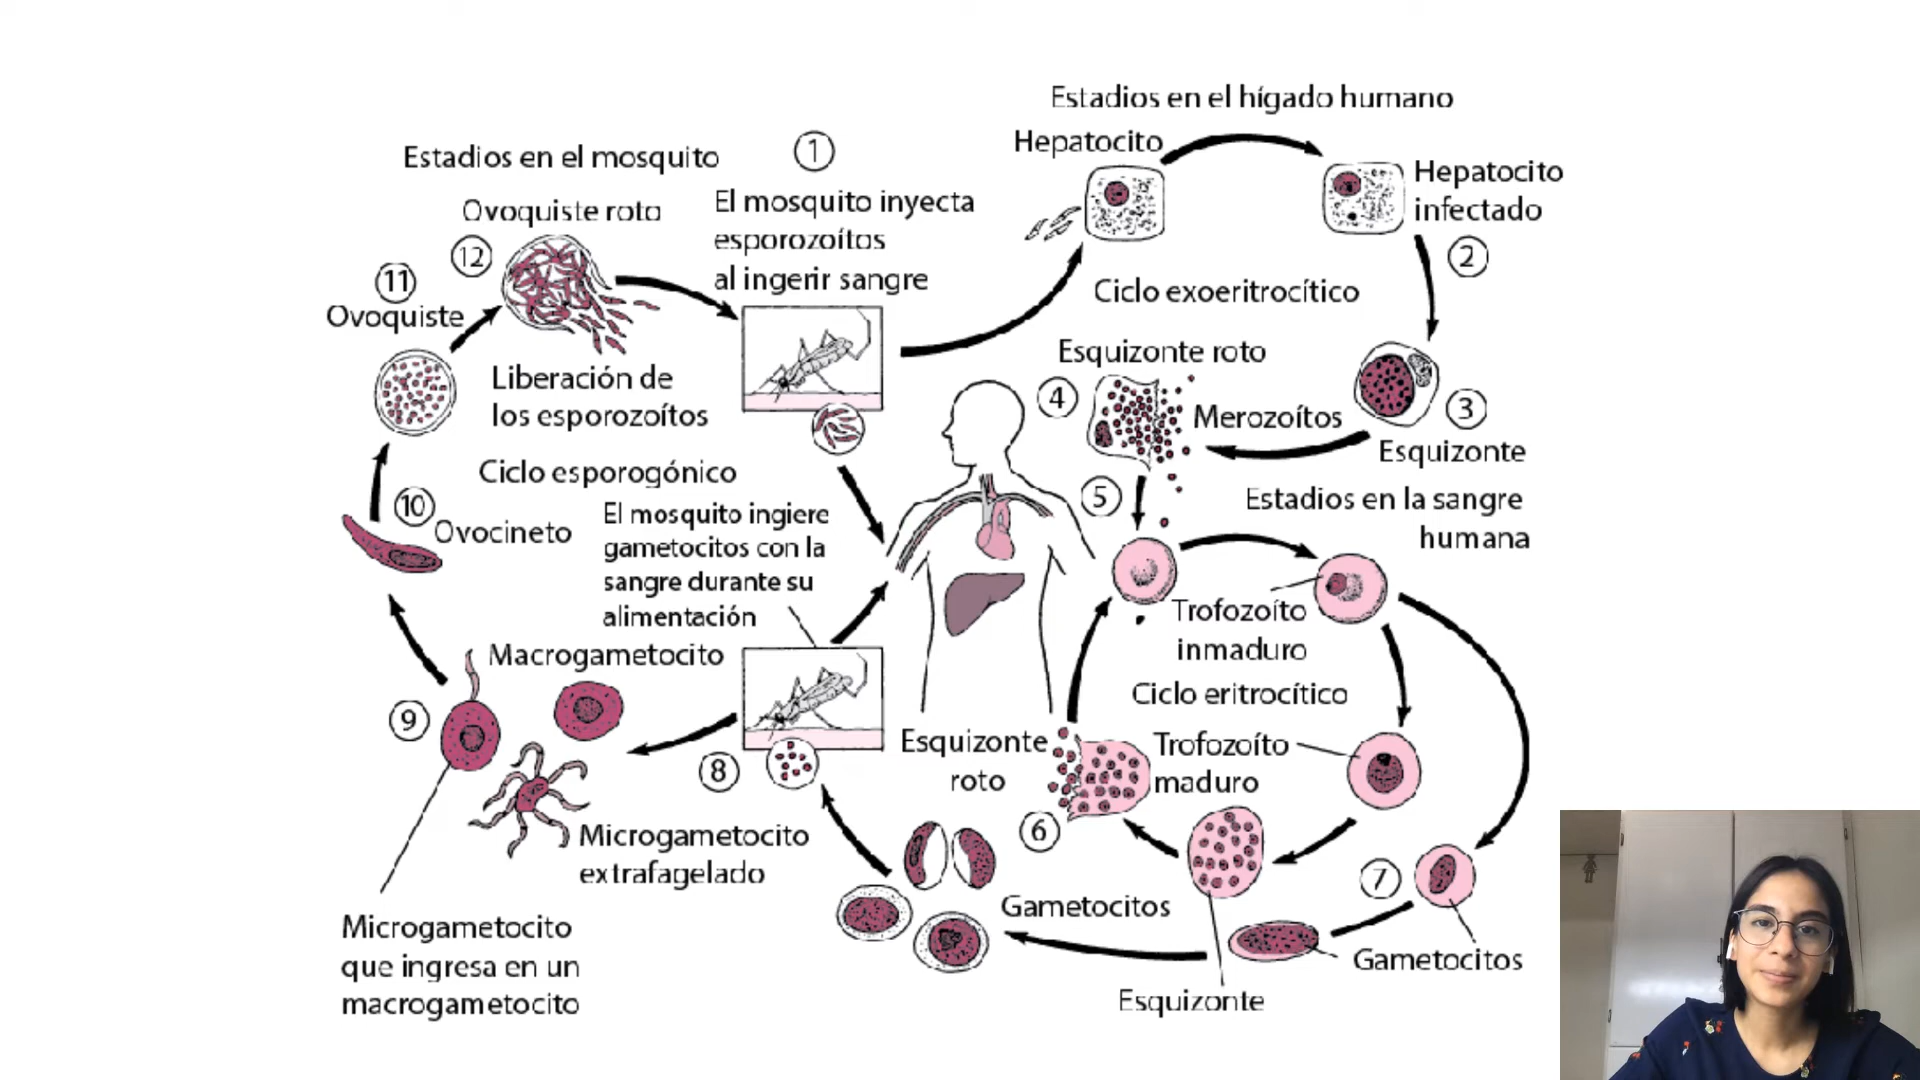 Estadios en el hígado humano
Hepatocito
Hepatocito
infectado
2
Ciclo exoeritrocítico
Esquizonte roto
4
Merozoítos
3
Esquizonte
5
Estadios en la sangre
humana
Trofozoíto
inmaduro
Ciclo eritrocítico
Trofozoíto
maduro
Esquizonte
roto
6
7
Gametocitos
Esquizonte
Gametocitos
Estadios en el mosquito
1
El mosquito inyecta
esporozoítos
al ingerir sangre
Ovoquiste roto
12
11
Ovoquiste
Liberación de
los esporozoítos
Ciclo esporogónico
10
Ovocineto
El mosquito ingiere
gametocitos con la
sangre durante su
alimentación
Macrogametocito
9
8
Microgametocito
extrafagelado
Microgametocito
que ingresa en un
macrogametocito